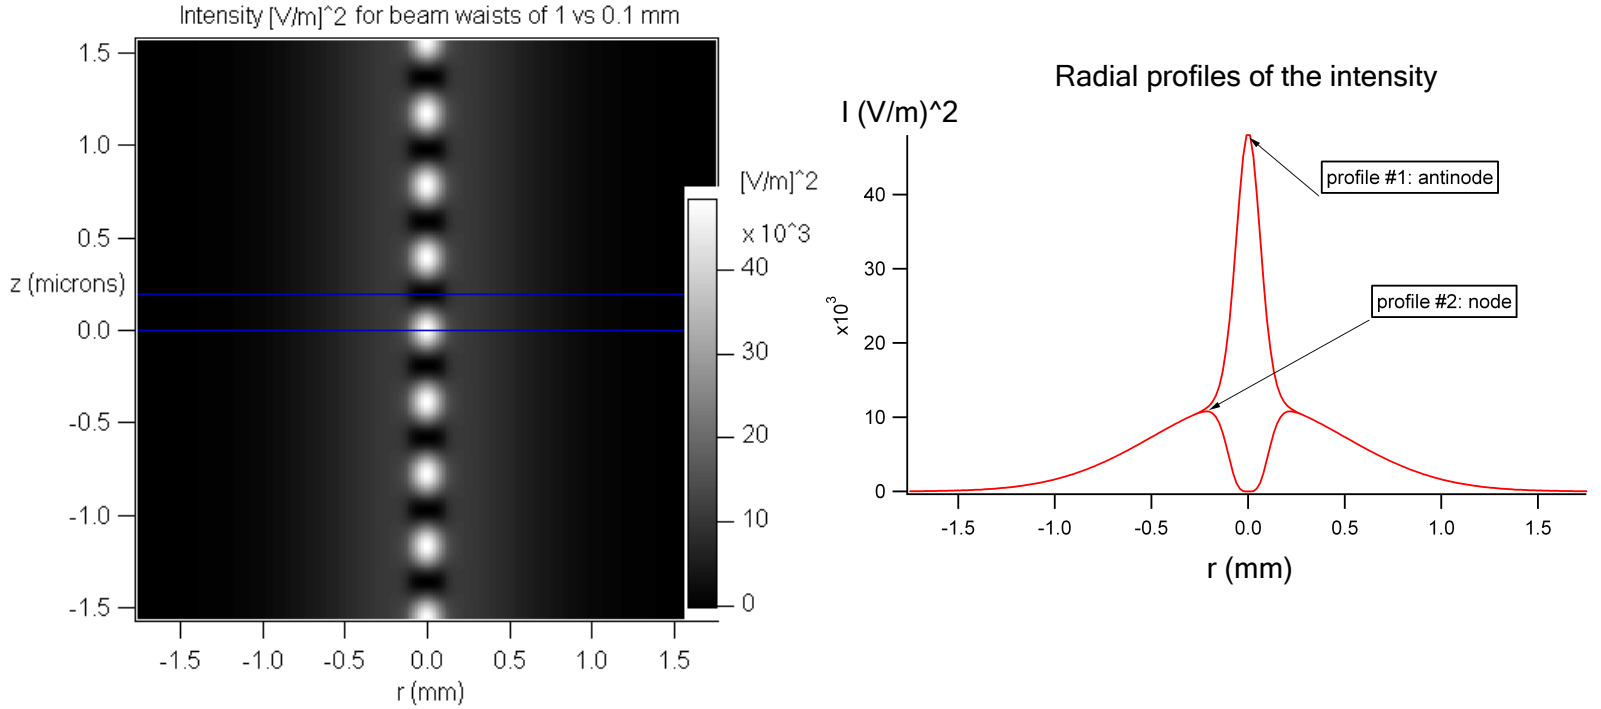 Intensity [V/m]^2 for beam waists of 1 vs 0.1 mm
1.5
1.0
0.5
z (microns)
0.0
-0.5
-1.0
-1.5
-1.5 -1.0 -0.5 0.0 0.5 1.0 1.5
r (mm)
[V/m]^2
x10^3
40
30
20
10
0
Radial profiles of the intensity
I (V/m)^2
profile #1: antinode
profile #2: node
x10³
40
30
20
10
0
-1.5 -1.0 -0.5 0.0 0.5 1.0 1.5
r (mm)